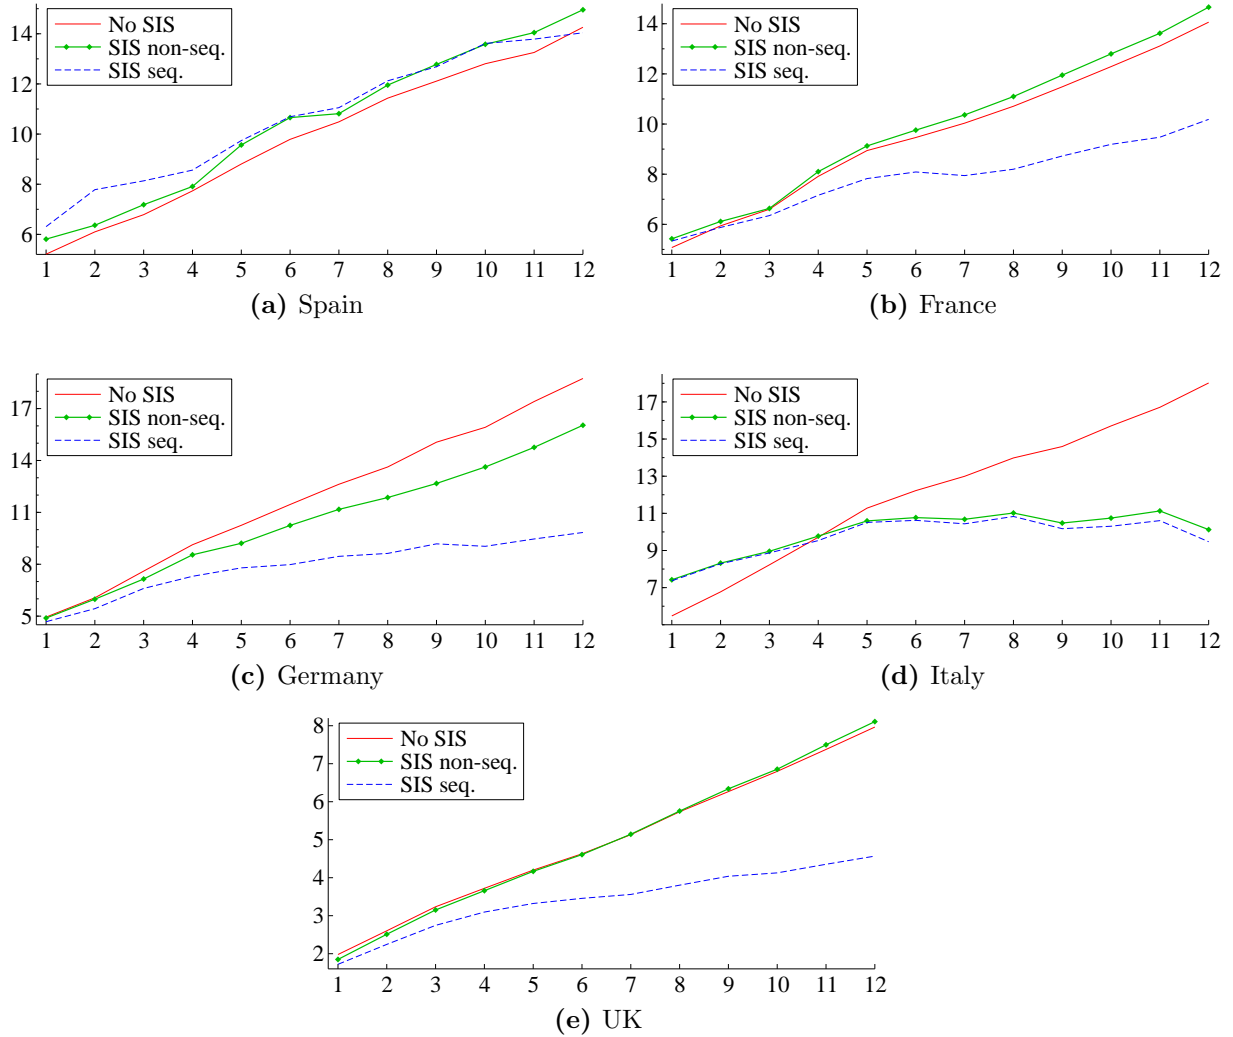 14
12
10
8
6
No SIS
SIS non-seq.
SIS seq.
1 2 3 4 5 6 7 8 9 10 11 12
(a) Spain
14
12
10
8
6
No SIS
SIS non-seq.
SIS seq.
1 2 3 4 5 6 7 8 9 10 11 12
(b) France
17
14
11
8
5
No SIS
SIS non-seq.
SIS seq.
1 2 3 4 5 6 7 8 9 10 11 12
(c) Germany
17
15
13
11
9
7
No SIS
SIS non-seq.
SIS seq.
1 2 3 4 5 6 7 8 9 10 11 12
(d) Italy
8
7
6
5
4
3
2
No SIS
SIS non-seq.
SIS seq.
1 2 3 4 5 6 7 8 9 10 11 12
(e) UK